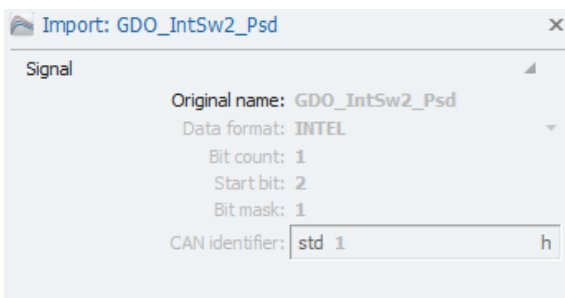 Import: GDO_IntSw2_Psd
Signal
Original name: GDO_IntSw2_Psd
Data format: INTEL
Bit count: 1
Start bit: 2
Bit mask: 1
CAN identifier: std 1 h